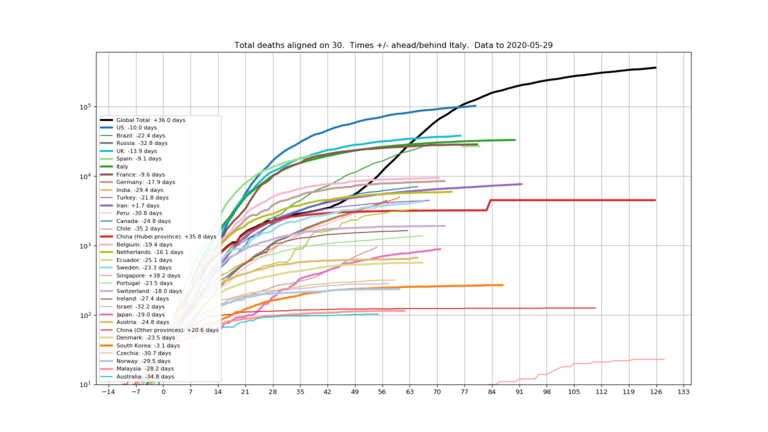 Total deaths aligned on 30. Times +/- ahead/behind Italy. Data to 2020-05-29
10⁵
10⁴
10³
10²
10¹
Global Total: +36.0 days
US: -10.0 days
Brazil: -22.4 days
Russia: -32.8 days
UK: -13.9 days
Spain: -9.1 days
Italy
France: -9.6 days
Germany: -17.9 days
India: -29.4 days
Turkey: -21.8 days
Iran: +1.7 days
Peru: -30.8 days
Canada: -24.8 days
Chile: -35.2 days
China (Hubei province): +35.8 days
Belgium: -19.4 days
Netherlands: -16.1 days
Ecuador: -25.1 days
Sweden: -23.3 days
Singapore: +38.2 days
Portugal: -23.5 days
Switzerland: -18.0 days
Ireland: -27.4 days
Israel: -32.2 days
Japan: -19.0 days
Austria: -24.8 days
China (Other provinces): +20.6 days
Denmark: -23.5 days
South Korea: -3.1 days
Czechia: -30.7 days
Norway: -29.5 days
Malaysia: -28.2 days
Australia: -34.8 days
−14 −7 0 7 14 21 28 35 42 49 56 63 70 77 84 91 98 105 112 119 126 133